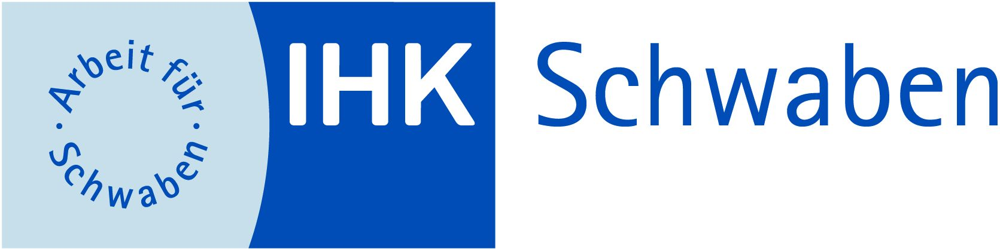 Arbeit für
· Schwaben ·
IHK
Schwaben